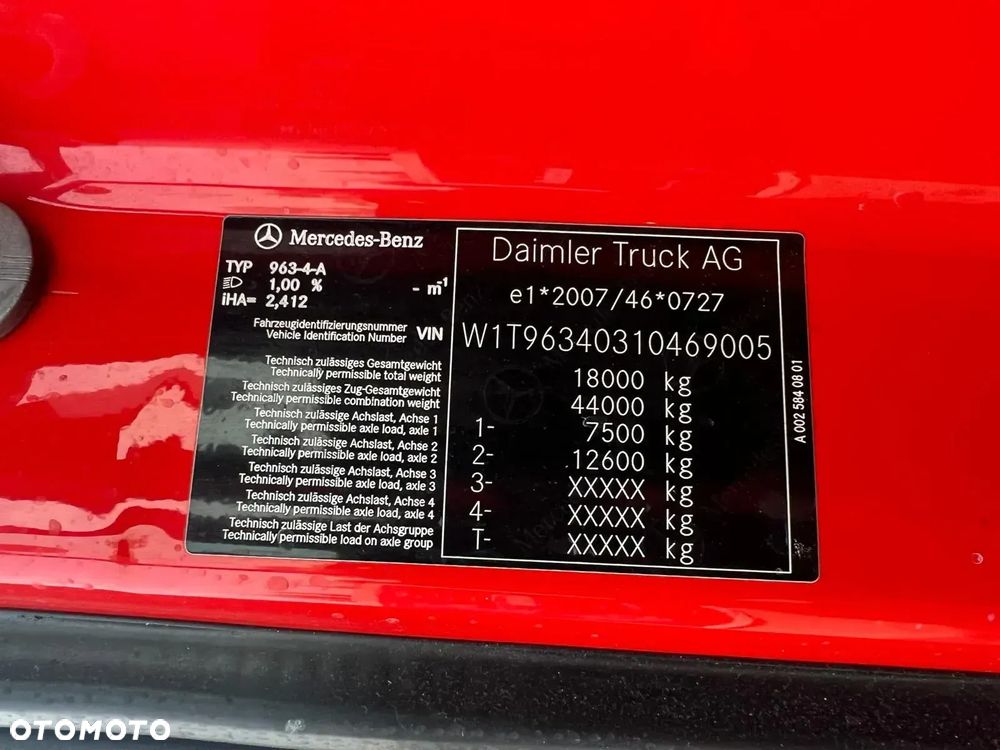 Mercedes-Benz
TYP 963-4-A
1,00 % - m⁻¹
iHA= 2,412
Fahrzeugidentifizierungsnummer
Vehicle Identification Number VIN
Technisch zulässiges Gesamtgewicht
Technically permissible total weight
Technisch zulässiges Zug-Gesamtgewicht
Technically permissible combination weight
Technisch zulässige Achslast, Achse 1
Technically permissible axle load, axle 1
Technisch zulässige Achslast, Achse 2
Technically permissible axle load, axle 2
Technisch zulässige Achslast, Achse 3
Technically permissible axle load, axle 3
Technisch zulässige Achslast, Achse 4
Technically permissible axle load, axle 4
Technisch zulässige Last der Achsgruppe
Technically permissible load on axle group
Daimler Truck AG
e1*2007/46*0727
W1T96340310469005
18000 kg
44000 kg
1- 7500 kg
2- 12600 kg
3- XXXXX kg
4- XXXXX kg
T- XXXXX kg
A 002 584 08 01
OTOMOTO